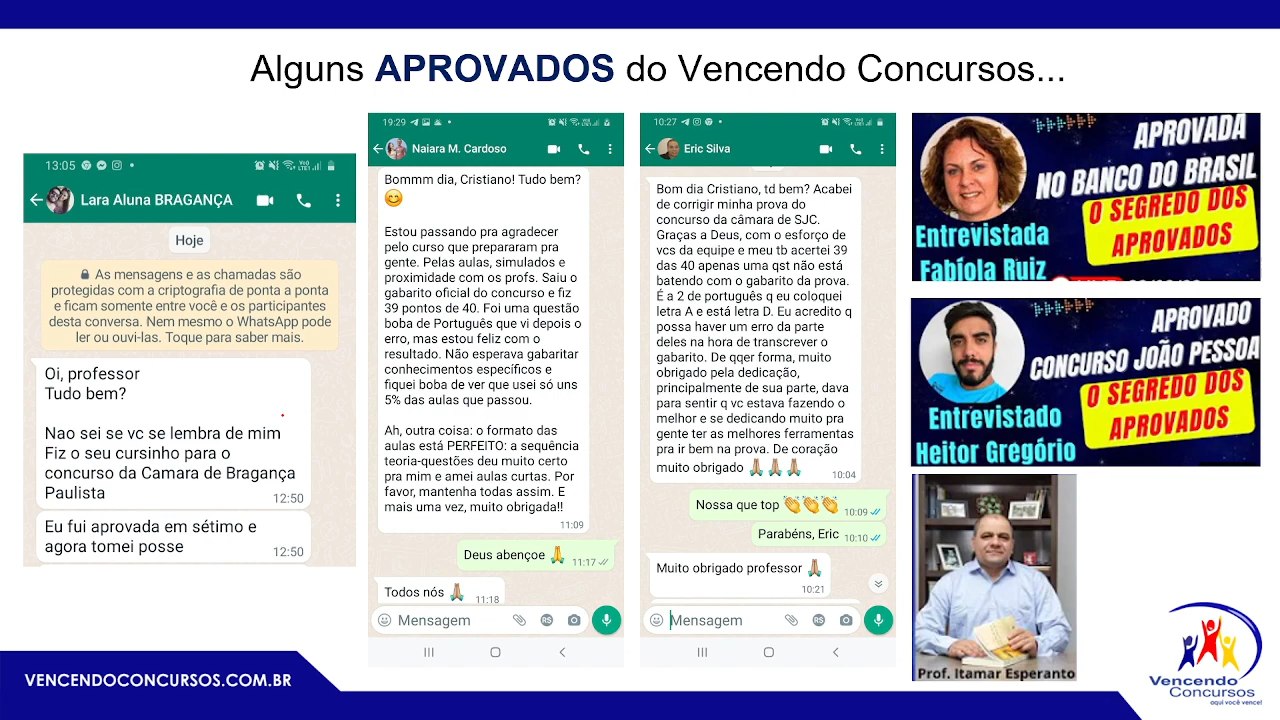 Alguns APROVADOS do Vencendo Concursos...
13:05
Lara Aluna BRAGANÇA
Hoje
As mensagens e as chamadas são
protegidas com a criptografia de ponta a ponta
e ficam somente entre você e os participantes
desta conversa. Nem mesmo o WhatsApp pode
ler ou ouvi-las. Toque para saber mais.
Oi, professor
Tudo bem?
Nao sei se vc se lembra de mim
Fiz o seu cursinho para o
concurso da Camara de Bragança
Paulista
12:50
Eu fui aprovada em sétimo e
agora tomei posse
12:50
19:29
Naiara M. Cardoso
Bommm dia, Cristiano! Tudo bem?
😊
Estou passando pra agradecer
pelo curso que prepararam pra
gente. Pelas aulas, simulados e
proximidade com os profs. Saiu o
gabarito oficial do concurso e fiz
39 pontos de 40. Foi uma questão
boba de Português que vi depois o
erro, mas estou feliz com o
resultado. Não esperava gabaritar
conhecimentos específicos e
fiquei boba de ver que usei só uns
5% das aulas que passou.
Ah, outra coisa: o formato das
aulas está PERFEITO: a sequência
teoria-questões deu muito certo
pra mim e amei aulas curtas. Por
favor, mantenha todas assim. E
mais uma vez, muito obrigada!!
11:09
Deus abençoe 🙏 11:17
Todos nós 🙏🏼 11:18
Mensagem
10:27
Eric Silva
Bom dia Cristiano, td bem? Acabei
de corrigir minha prova do
concurso da câmara de SJC.
Graças a Deus, com o esforço de
vcs da equipe e meu tb acertei 39
das 40 apenas uma qst não está
batendo com o gabarito da prova.
É a 2 de português q eu coloquei
letra A e está letra D. Eu acredito q
possa haver um erro da parte
deles na hora de transcrever o
gabarito. De qqer forma, muito
obrigado pela dedicação,
principalmente de sua parte, dava
para sentir q vc estava fazendo o
melhor e se dedicando muito pra
gente ter as melhores ferramentas
pra ir bem na prova. De coração
muito obrigado 🙏🏼🙏🏼🙏🏼 10:04
Nossa que top 👏👏👏 10:09
Parabéns, Eric 10:10
Muito obrigado professor 🙏🏼
10:21
Mensagem
APROVADA
NO BANCO DO BRASIL
O SEGREDO DOS
APROVADOS
Entrevistada
Fabíola Ruiz
APROVADO
CONCURSO JOÃO PESSOA
O SEGREDO DOS
APROVADOS
Entrevistado
Heitor Gregório
Prof. Itamar Esperanto
VENCENDOCONCURSOS.COM.BR
Vencendo
Concursos
aqui você vence!